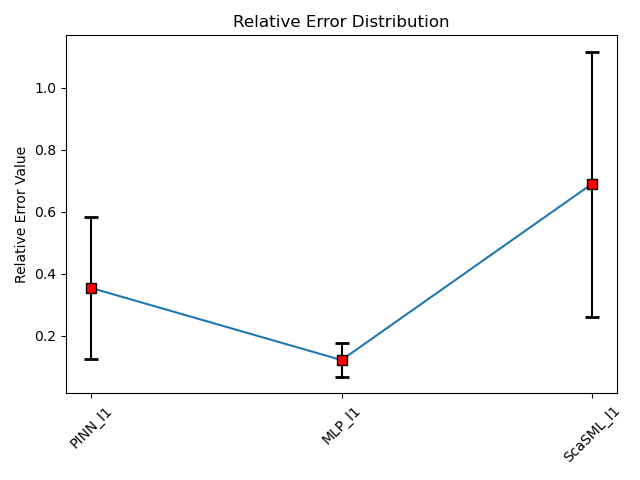 Relative Error Distribution
Relative Error Value
1.0
0.8
0.6
0.4
0.2
PINN_l1
MLP_l1
ScaSML_l1